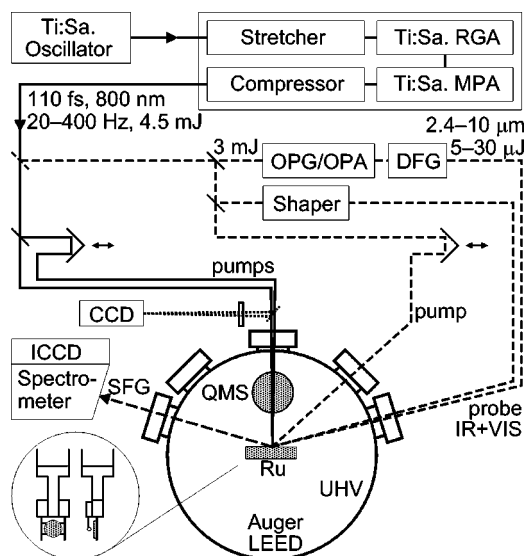 Ti:Sa.
Oscillator
Stretcher
Ti:Sa. RGA
Compressor
Ti:Sa. MPA
110 fs, 800 nm
20–400 Hz, 4.5 mJ
3 mJ
OPG/OPA
DFG
2.4–10 μm
5–30 μJ
Shaper
pumps
CCD
pump
ICCD
Spectro-
meter
SFG
QMS
probe
IR+VIS
Ru
UHV
Auger
LEED